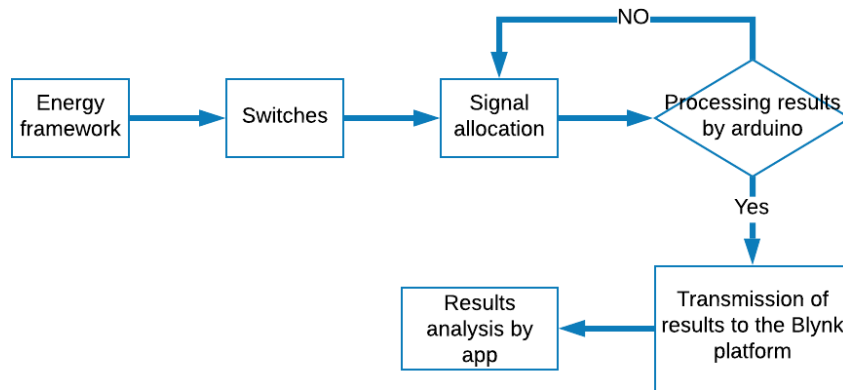 NO
Energy
framework
Switches
Signal
allocation
Processing results
by arduino
Yes
Transmission of
results to the Blynk
platform
Results
analysis by
app